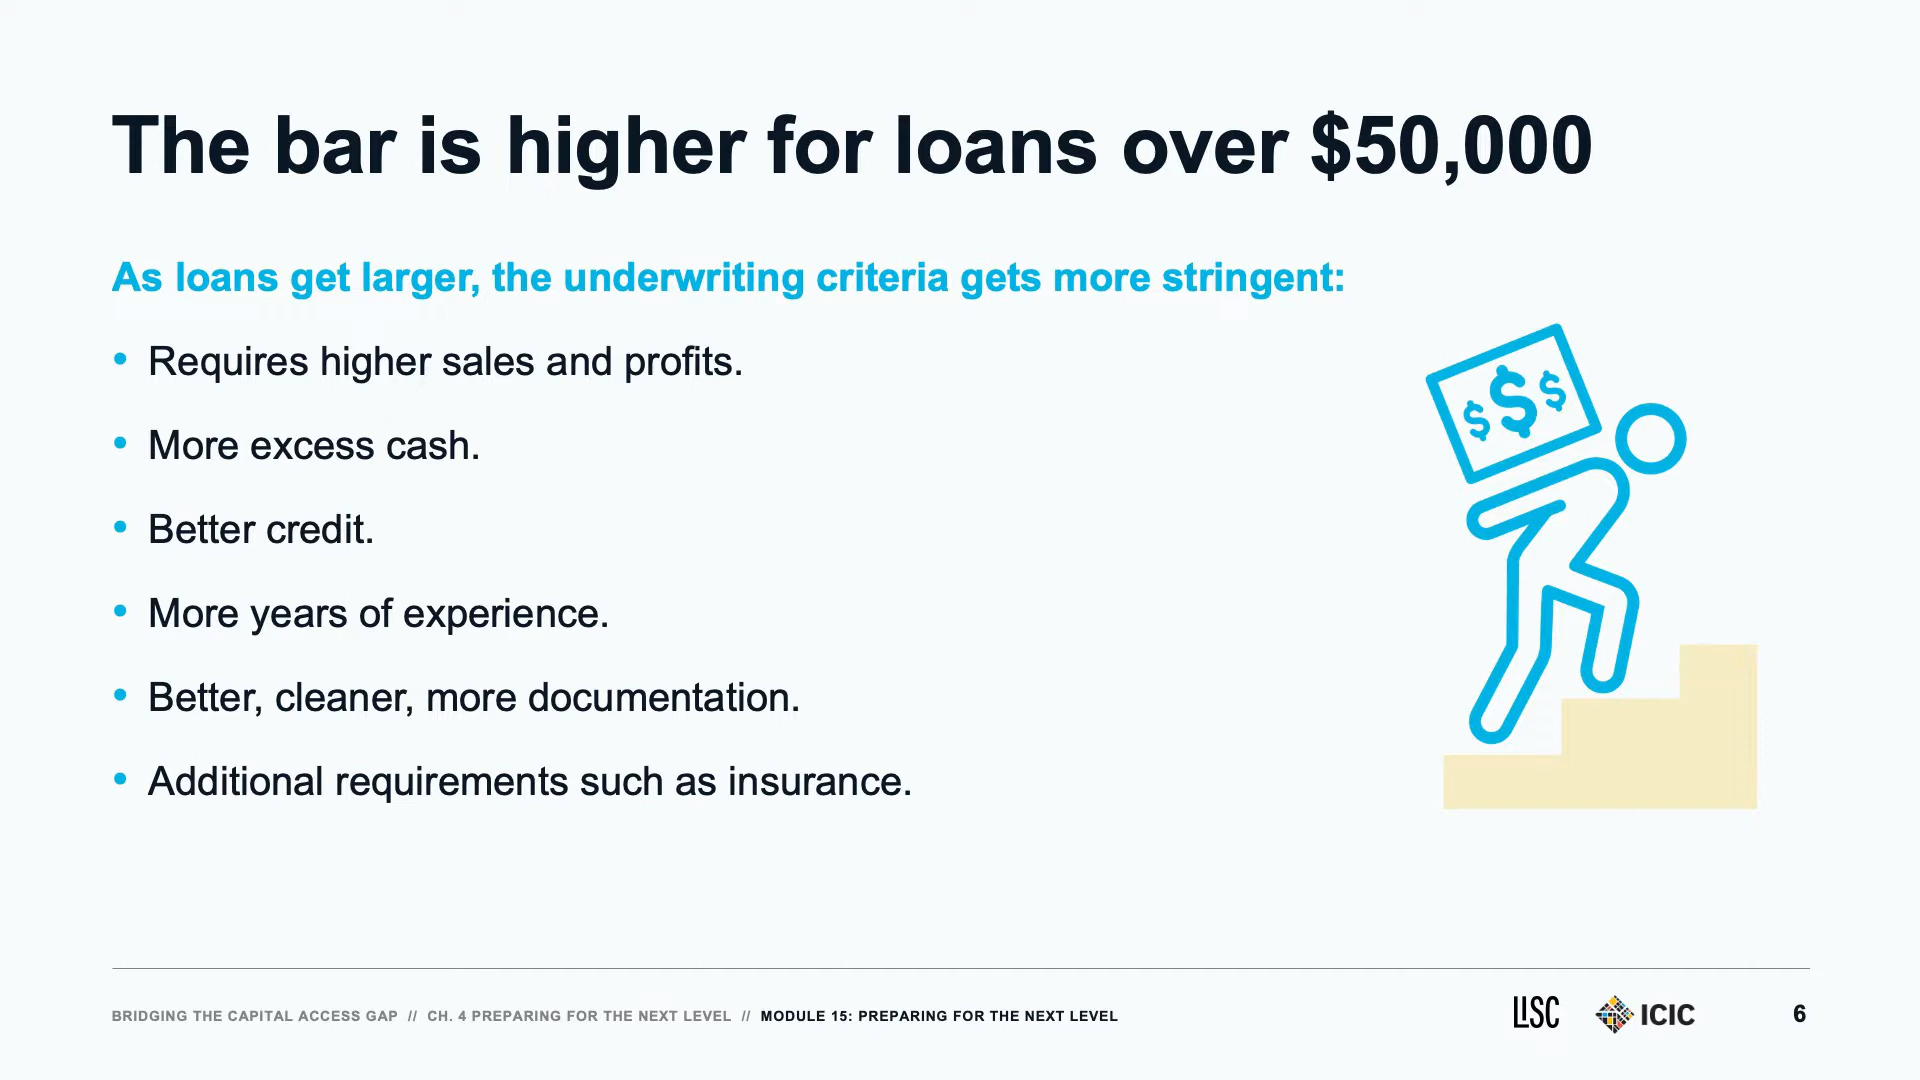 The bar is higher for loans over $50,000
As loans get larger, the underwriting criteria gets more stringent:
• Requires higher sales and profits.
• More excess cash.
• Better credit.
• More years of experience.
• Better, cleaner, more documentation.
• Additional requirements such as insurance.
$ $ $
BRIDGING THE CAPITAL ACCESS GAP // CH. 4 PREPARING FOR THE NEXT LEVEL // MODULE 15: PREPARING FOR THE NEXT LEVEL
LISC ICIC 6